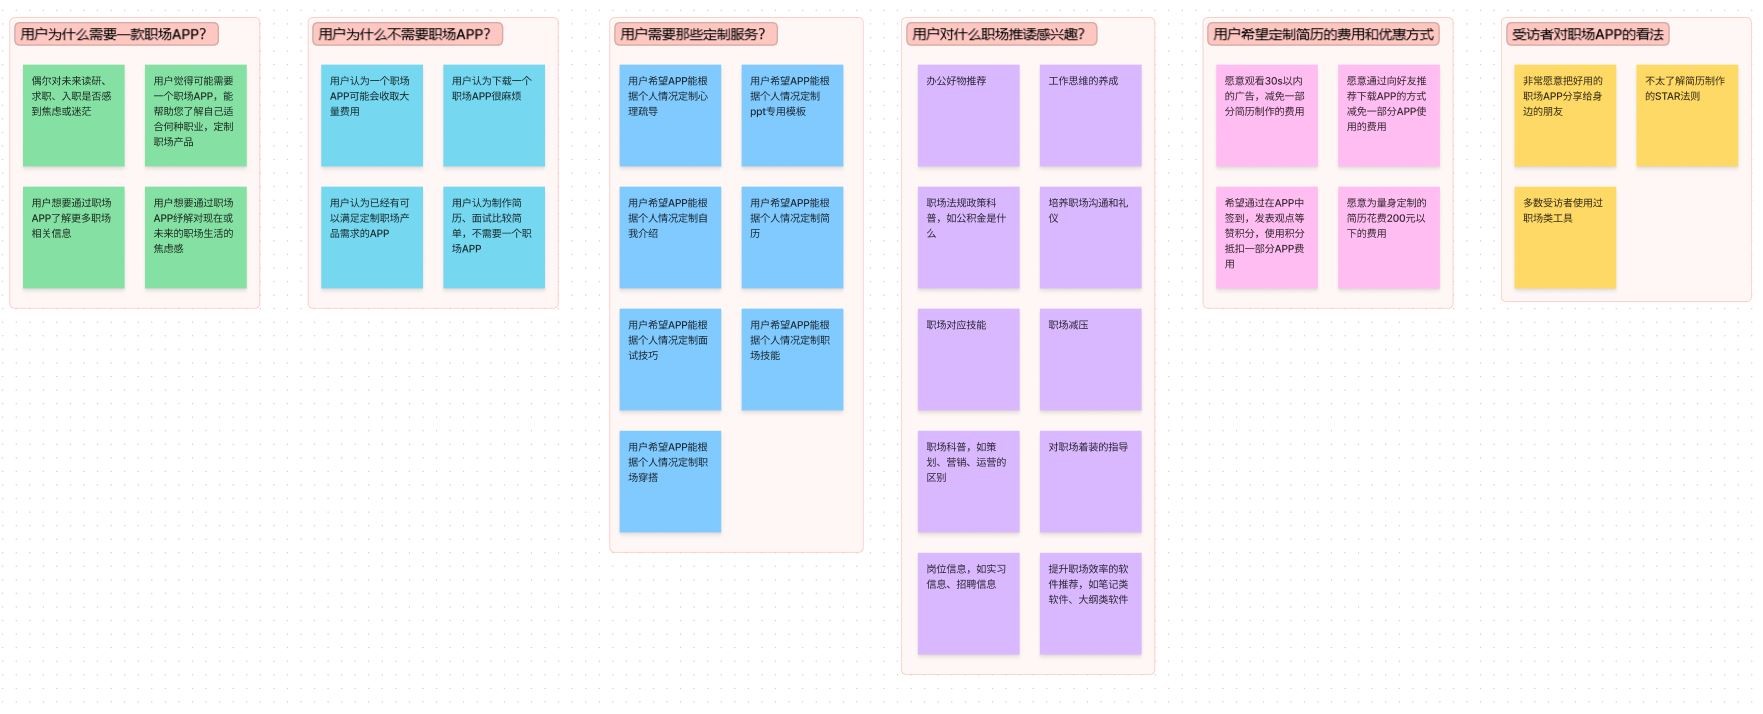 用户为什么需要一款职场APP?
偶尔对未来读研、
求职、入职是否感
到焦虑或迷茫
用户觉得可能需要
一个职场APP，能
帮助您了解自己适
合何种职业，定制
职场产品
用户想要通过职场
APP了解更多职场
相关信息
用户想要通过职场
APP纾解对现在或
未来的职场生活的
焦虑感
用户为什么不需要职场APP？
用户认为一个职场
APP可能会收取大
量费用
用户认为下载一个
职场APP很麻烦
用户认为已经有可
以满足定制职场产
品需求的APP
用户认为制作简
历、面试比较简
单，不需要一个职
场APP
用户需要那些定制服务？
用户希望APP能根
据个人情况定制心
理疏导
用户希望APP能根
据个人情况定制
ppt专用模板
用户希望APP能根
据个人情况定制自
我介绍
用户希望APP能根
据个人情况定制简
历
用户希望APP能根
据个人情况定制面
试技巧
用户希望APP能根
据个人情况定制职
场技能
用户希望APP能根
据个人情况定制职
场穿搭
用户对什么职场推诿感兴趣?
办公好物推荐
工作思维的养成
职场法规政策科
普，如公积金是什
么
培养职场沟通和礼
仪
职场对应技能
职场减压
职场科普，如策
划、营销、运营的
区别
对职场着装的指导
岗位信息，如实习
信息、招聘信息
提升职场效率的软
件推荐，如笔记类
软件、大纲类软件
用户希望定制简历的费用和优惠方式
愿意观看30s以内
的广告，减免一部
分简历制作的费用
愿意通过向好友推
荐下载APP的方式
减免一部分APP使
用的费用
希望通过在APP中
签到，发表观点等
赞积分，使用积分
抵扣一部分APP费
用
愿意为量身定制的
简历花费200元以
下的费用
受访者对职场APP的看法
非常愿意把好用的
职场APP分享给身
边的朋友
不太了解简历制作
的STAR法则
多数受访者使用过
职场类工具